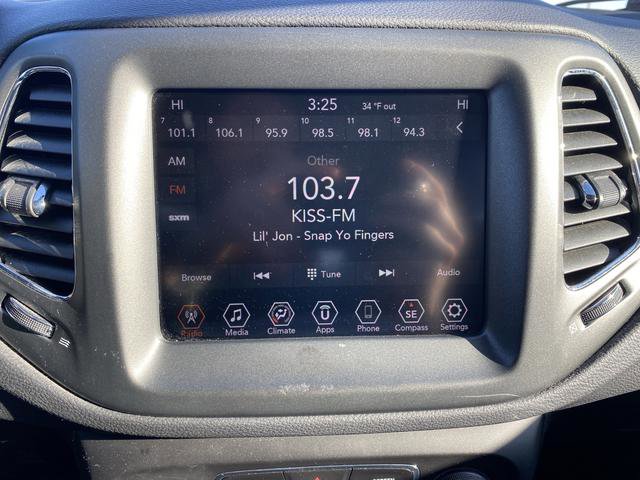 HI 3:25 34 °F out HI
7 8 9 10 11 12
101.1 106.1 95.9 98.5 98.1 94.3
AM Other
FM 103.7
sxm KISS-FM
Lil' Jon - Snap Yo Fingers
Browse Tune Audio
SE
Radio Media Climate Apps Phone Compass Settings